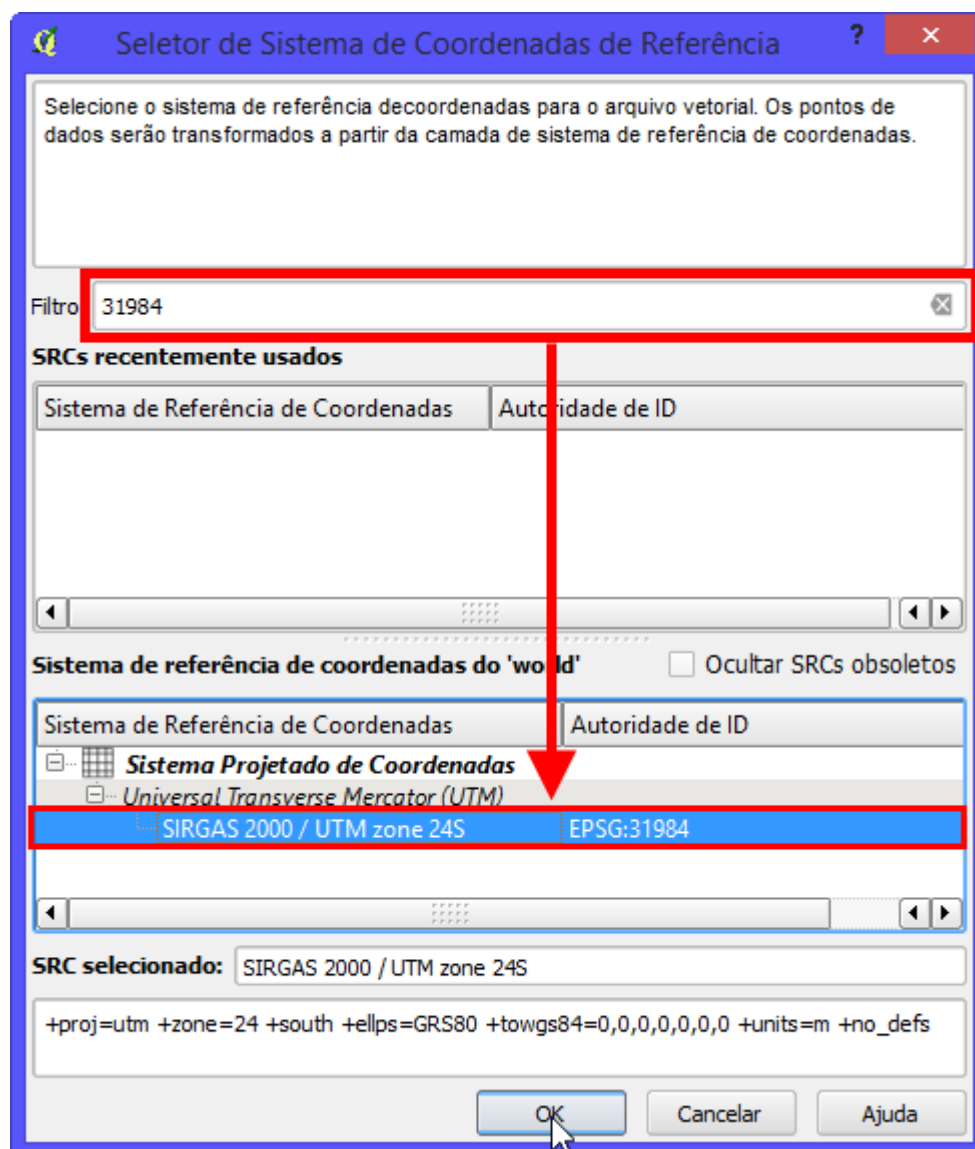 Seletor de Sistema de Coordenadas de Referência
Selecione o sistema de referência decoordenadas para o arquivo vetorial. Os pontos de
dados serão transformados a partir da camada de sistema de referência de coordenadas.
Filtro 31984
SRCs recentemente usados
Sistema de Referência de Coordenadas Autoridade de ID
Sistema de referência de coordenadas do 'world' Ocultar SRCs obsoletos
Sistema de Referência de Coordenadas Autoridade de ID
Sistema Projetado de Coordenadas
Universal Transverse Mercator (UTM)
SIRGAS 2000 / UTM zone 24S EPSG:31984
SRC selecionado: SIRGAS 2000 / UTM zone 24S
+proj=utm +zone=24 +south +ellps=GRS80 +towgs84=0,0,0,0,0,0,0 +units=m +no_defs
OK Cancelar Ajuda